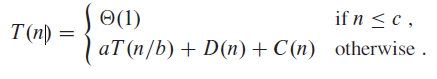 T(n) = { Θ(1) if n ≤ c ,
aT(n/b) + D(n) + C(n) otherwise .